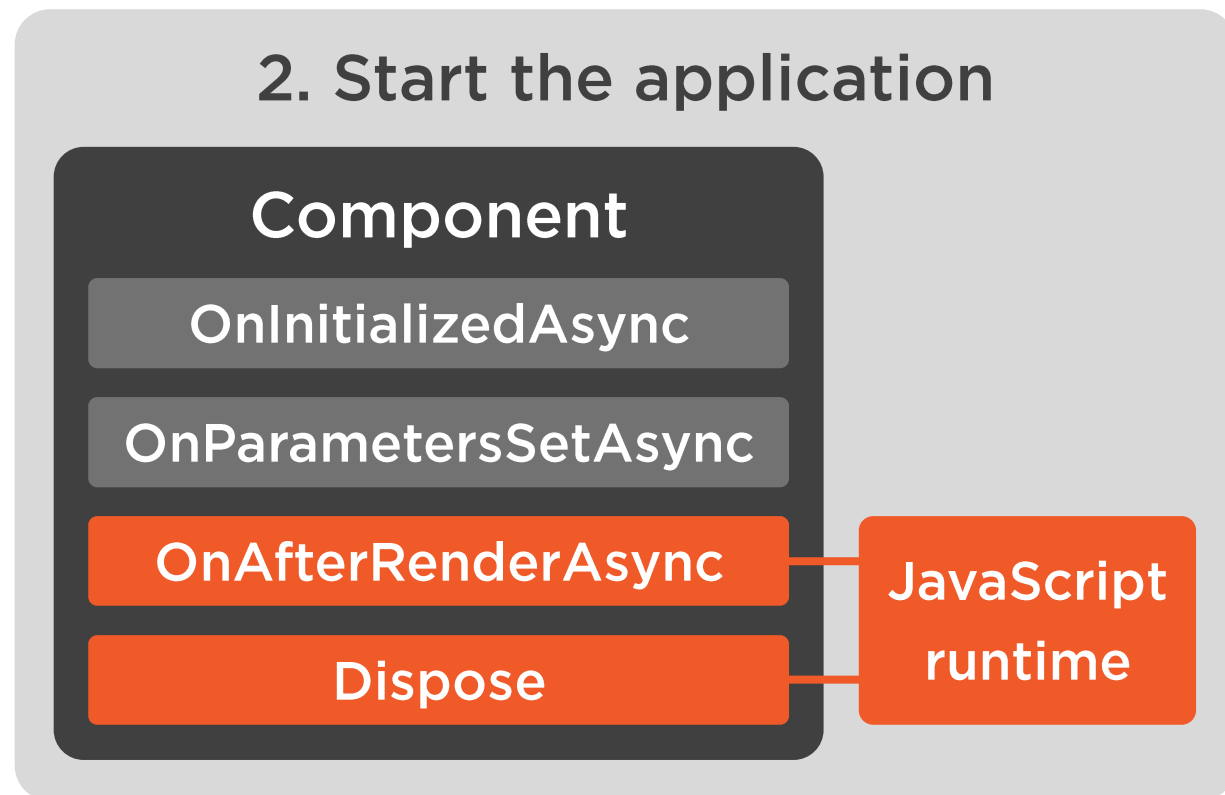 2. Start the application
Component
OnInitializedAsync
OnParametersSetAsync
OnAfterRenderAsync
Dispose
JavaScript
runtime